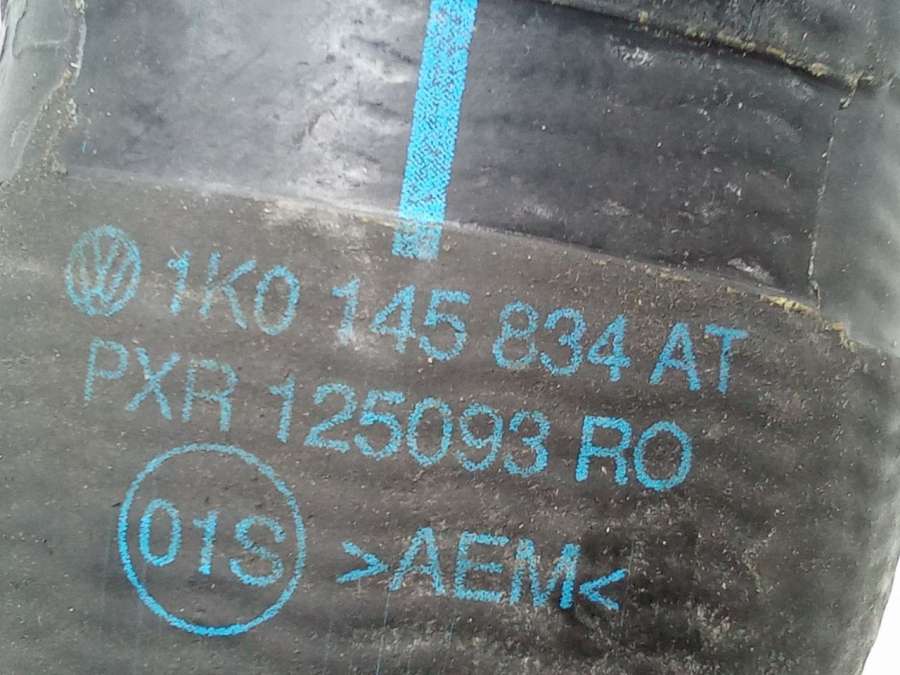 1K0 145 834 AT
PXR 125093 RO
01S >AEM<